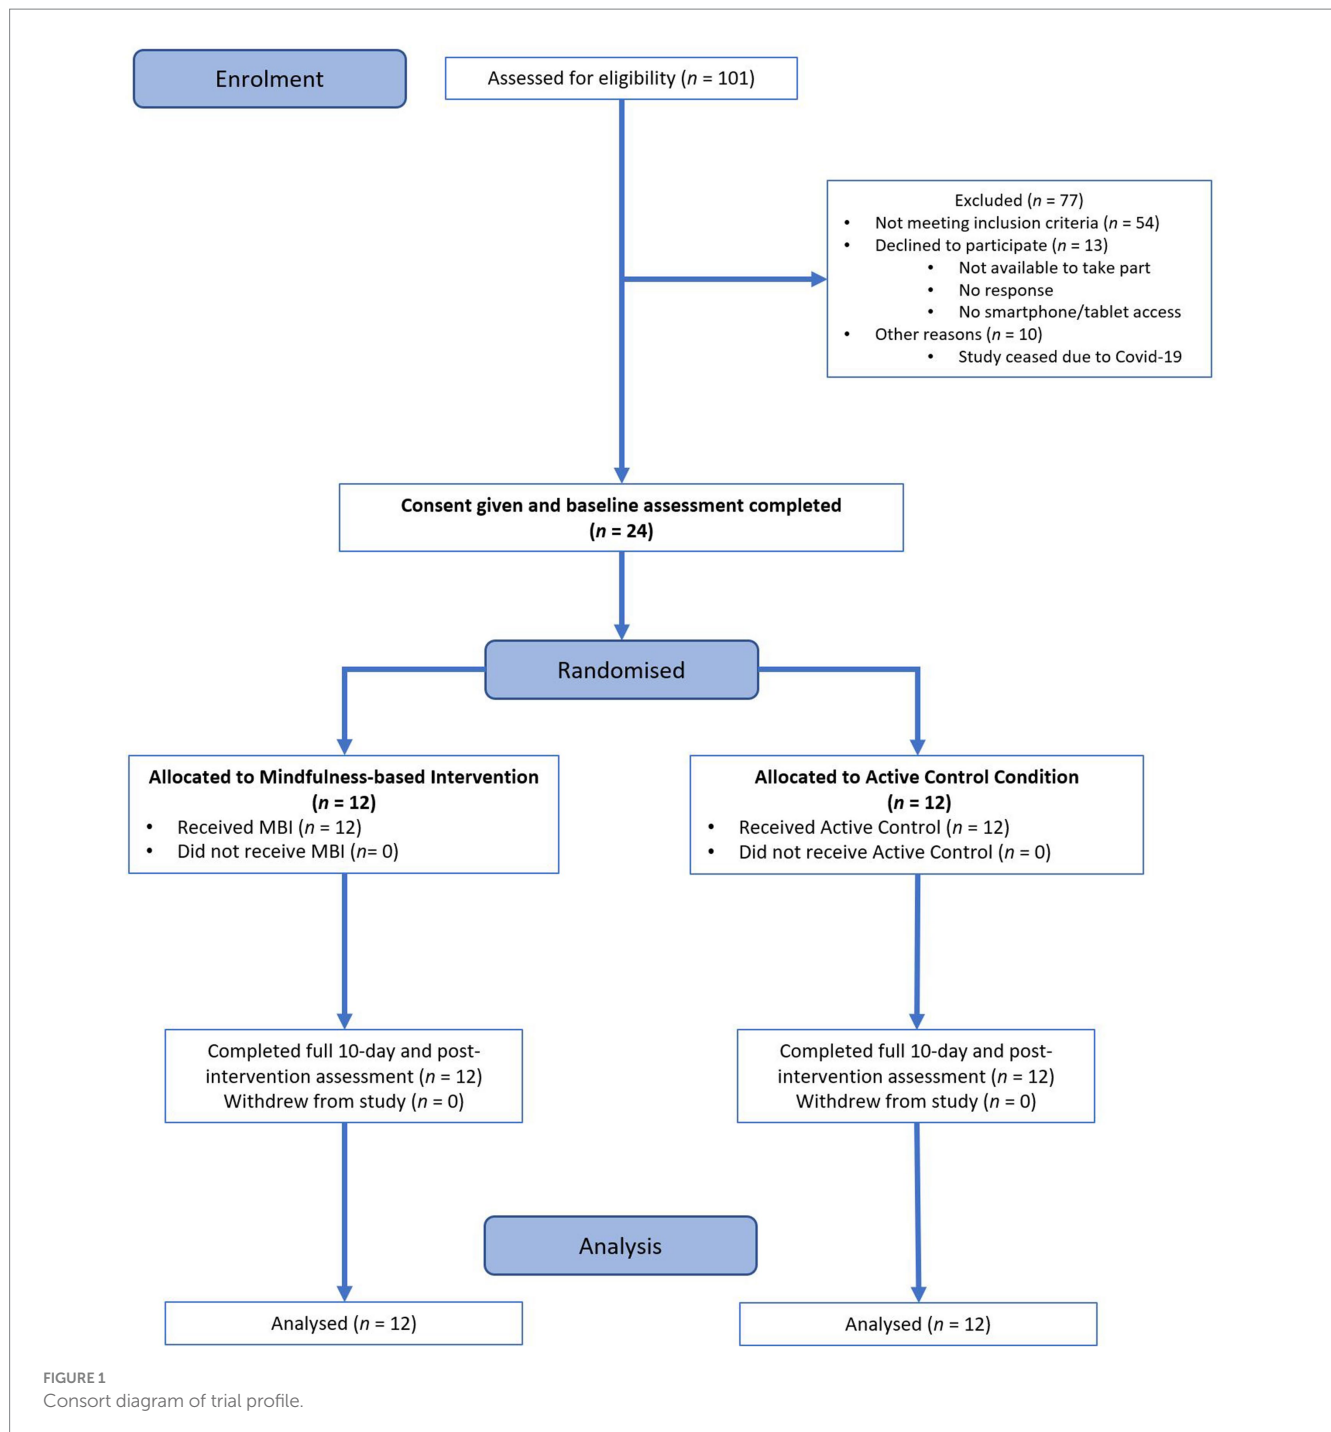 Enrolment
Assessed for eligibility (n = 101)
Excluded (n = 77)
• Not meeting inclusion criteria (n = 54)
• Declined to participate (n = 13)
• Not available to take part
• No response
• No smartphone/tablet access
• Other reasons (n = 10)
• Study ceased due to Covid-19
Consent given and baseline assessment completed
(n = 24)
Randomised
Allocated to Mindfulness-based Intervention
(n = 12)
• Received MBI (n = 12)
• Did not receive MBI (n= 0)
Allocated to Active Control Condition
(n = 12)
• Received Active Control (n = 12)
• Did not receive Active Control (n = 0)
Completed full 10-day and post-
intervention assessment (n = 12)
Withdrew from study (n = 0)
Completed full 10-day and post-
intervention assessment (n = 12)
Withdrew from study (n = 0)
Analysis
Analysed (n = 12)
Analysed (n = 12)
FIGURE 1
Consort diagram of trial profile.